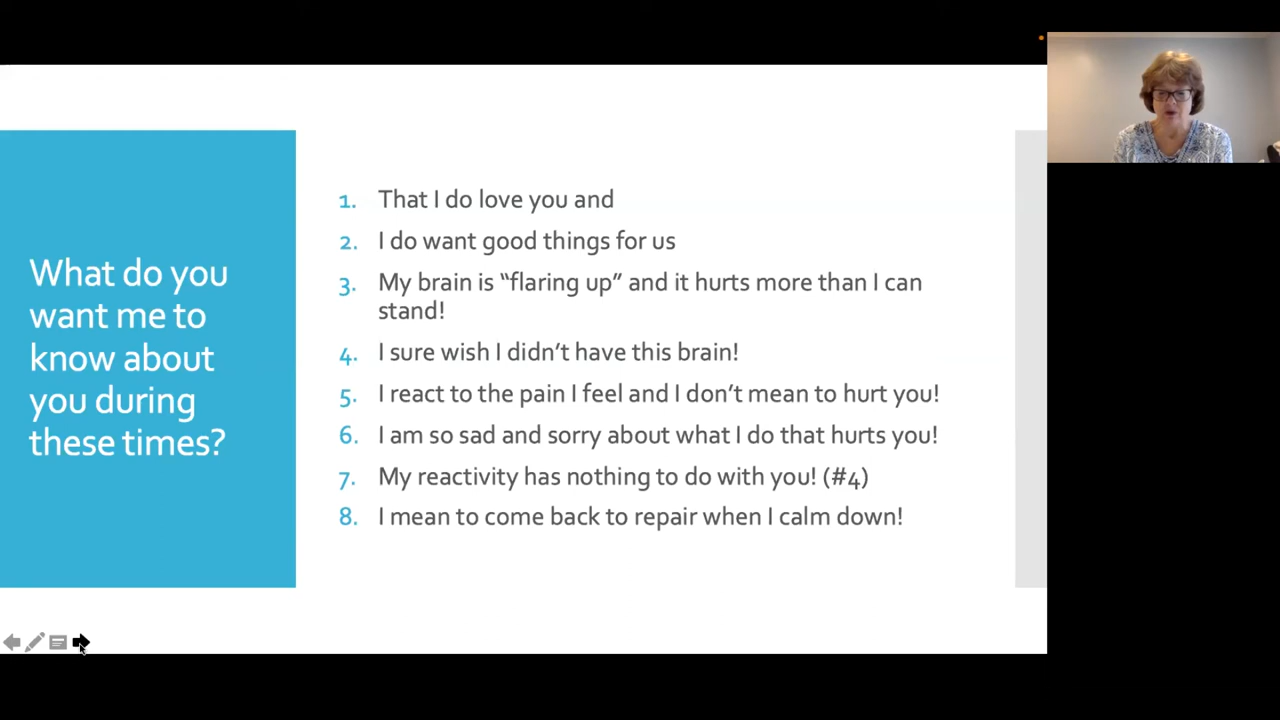 What do you
want me to
know about
you during
these times?
1. That I do love you and
2. I do want good things for us
3. My brain is “flaring up” and it hurts more than I can
stand!
4. I sure wish I didn’t have this brain!
5. I react to the pain I feel and I don’t mean to hurt you!
6. I am so sad and sorry about what I do that hurts you!
7. My reactivity has nothing to do with you! (#4)
8. I mean to come back to repair when I calm down!